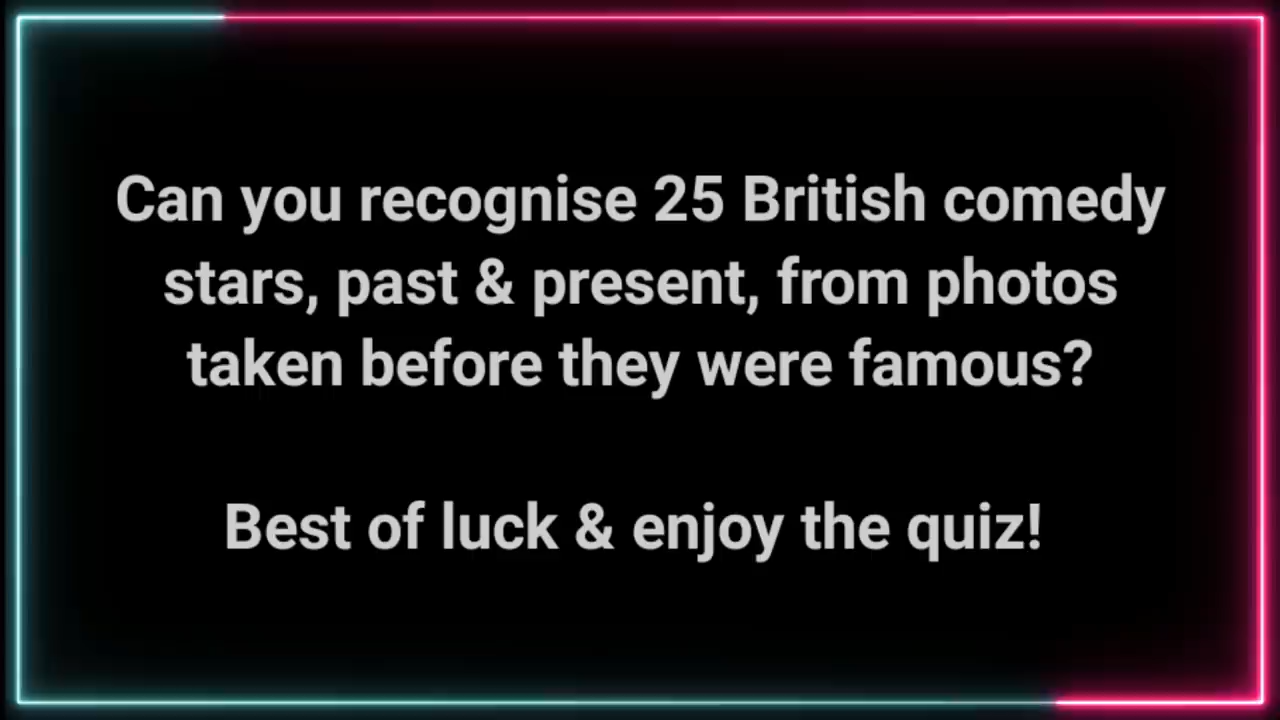 Can you recognise 25 British comedy
stars, past & present, from photos
taken before they were famous?
Best of luck & enjoy the quiz!